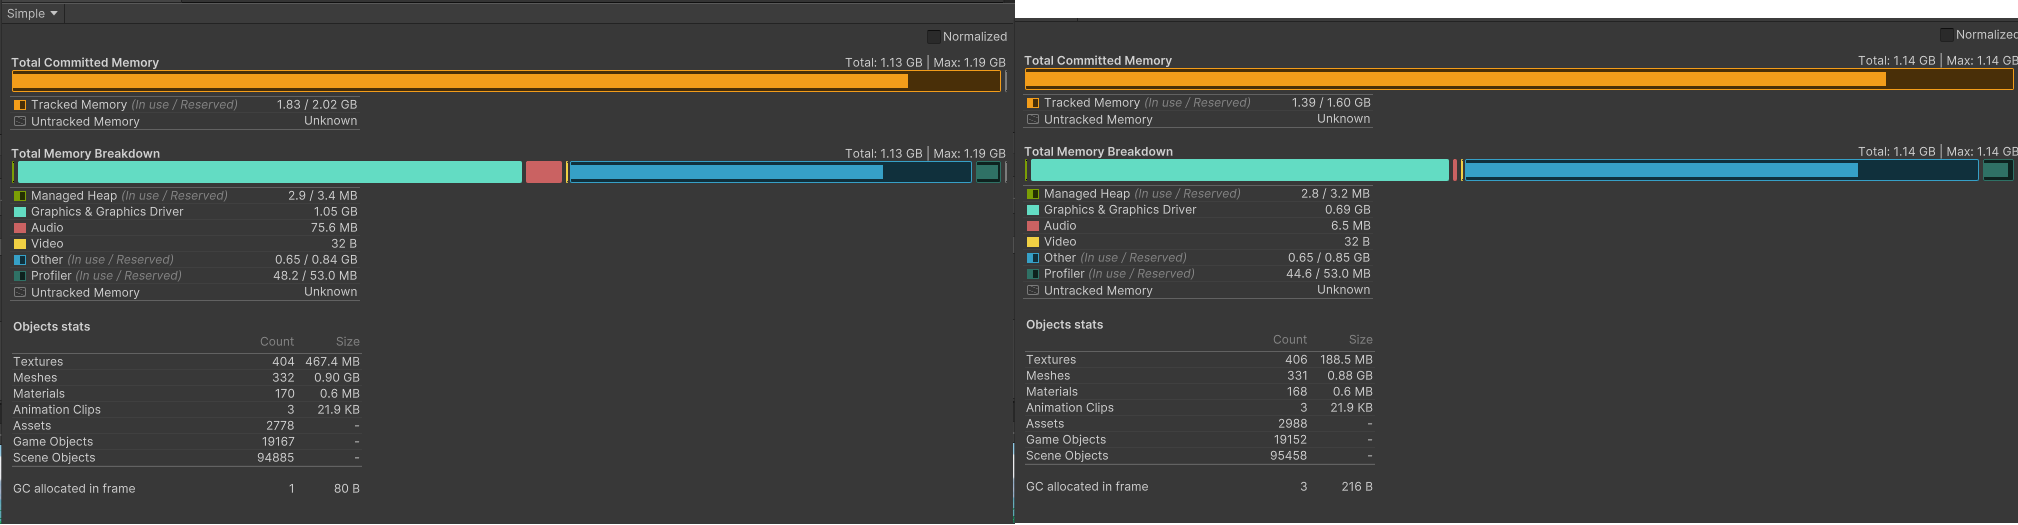 Simple
Normalized
Total Committed Memory Total: 1.13 GB | Max: 1.19 GB
Tracked Memory (In use / Reserved) 1.83 / 2.02 GB
Untracked Memory Unknown
Total Memory Breakdown Total: 1.13 GB | Max: 1.19 GB
Managed Heap (In use / Reserved) 2.9 / 3.4 MB
Graphics & Graphics Driver 1.05 GB
Audio 75.6 MB
Video 32 B
Other (In use / Reserved) 0.65 / 0.84 GB
Profiler (In use / Reserved) 48.2 / 53.0 MB
Untracked Memory Unknown
Objects stats
Count Size
Textures 404 467.4 MB
Meshes 332 0.90 GB
Materials 170 0.6 MB
Animation Clips 3 21.9 KB
Assets 2778 -
Game Objects 19167 -
Scene Objects 94885 -
GC allocated in frame 1 80 B
Normalized
Total Committed Memory Total: 1.14 GB | Max: 1.14 GB
Tracked Memory (In use / Reserved) 1.39 / 1.60 GB
Untracked Memory Unknown
Total Memory Breakdown Total: 1.14 GB | Max: 1.14 GB
Managed Heap (In use / Reserved) 2.8 / 3.2 MB
Graphics & Graphics Driver 0.69 GB
Audio 6.5 MB
Video 32 B
Other (In use / Reserved) 0.65 / 0.85 GB
Profiler (In use / Reserved) 44.6 / 53.0 MB
Untracked Memory Unknown
Objects stats
Count Size
Textures 406 188.5 MB
Meshes 331 0.88 GB
Materials 168 0.6 MB
Animation Clips 3 21.9 KB
Assets 2988 -
Game Objects 19152 -
Scene Objects 95458 -
GC allocated in frame 3 216 B